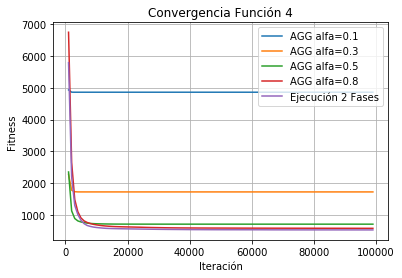 Convergencia Función 4
7000
6000
5000
4000
3000
2000
1000
Fitness
AGG alfa=0.1
AGG alfa=0.3
AGG alfa=0.5
AGG alfa=0.8
Ejecución 2 Fases
0
20000
40000
60000
80000
100000
Iteración